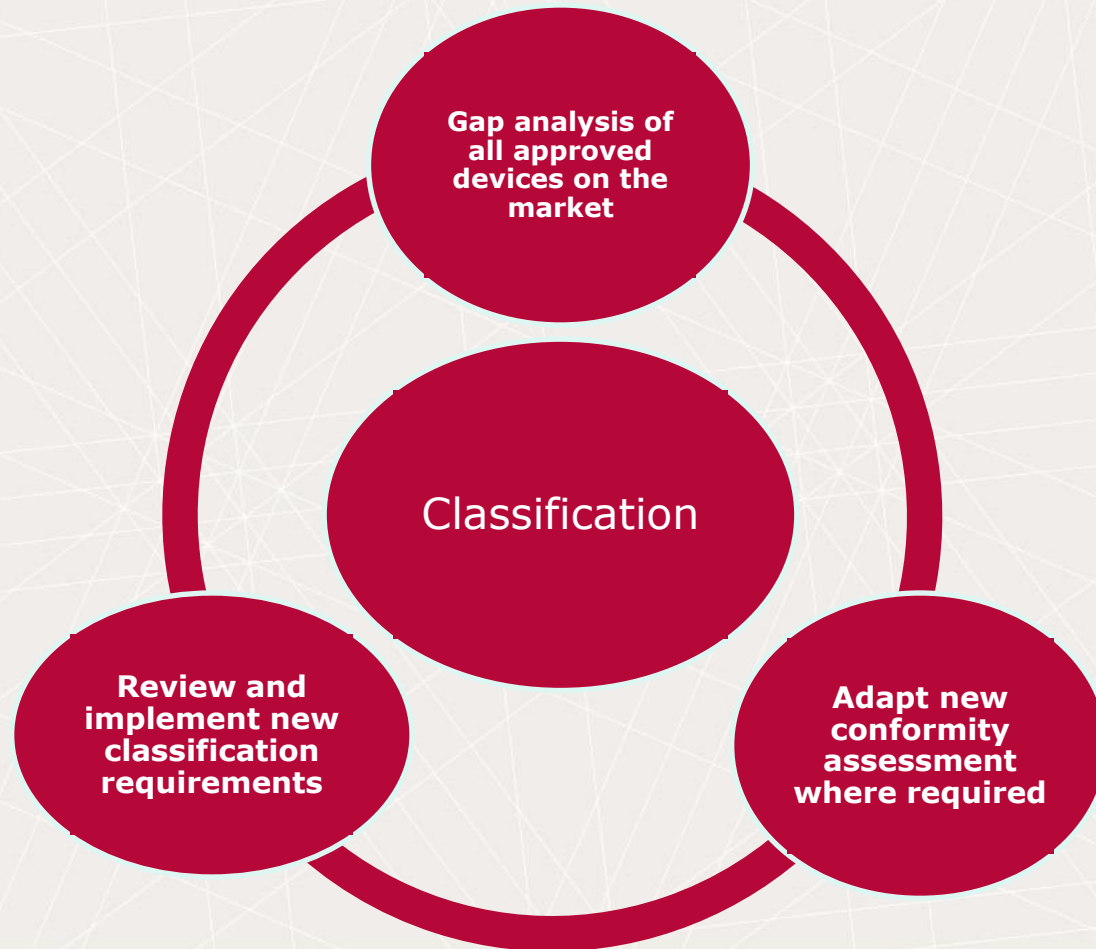 Gap analysis of
all approved
devices on the
market
Classification
Review and
implement new
classification
requirements
Adapt new
conformity
assessment
where required